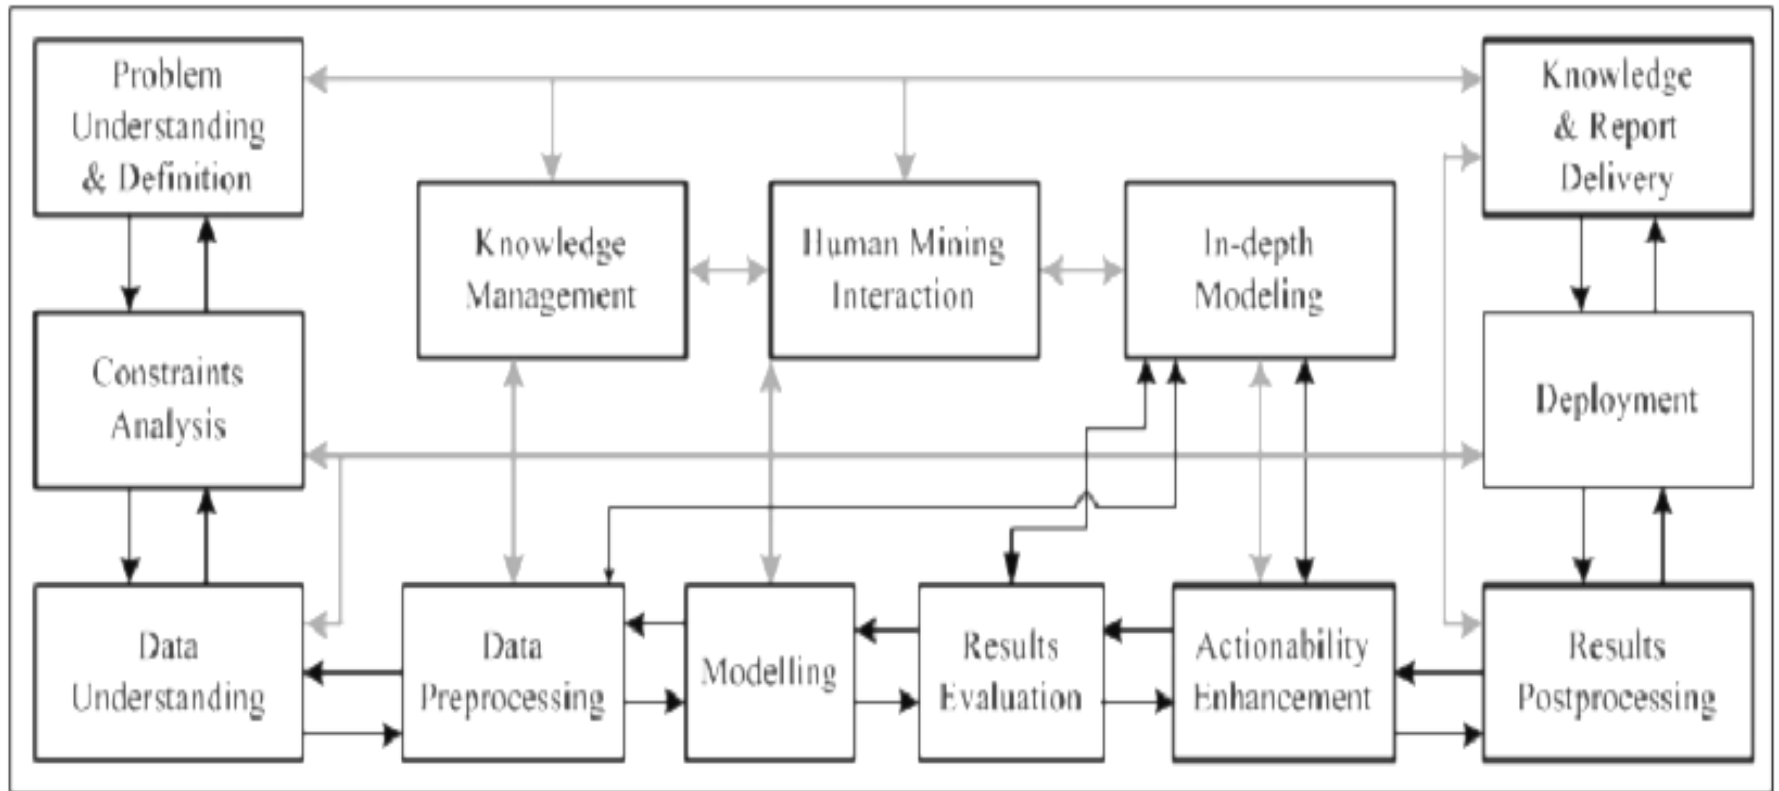 Problem
Understanding
& Definition
Knowledge
& Report
Delivery
Knowledge
Management
Human Mining
Interaction
In-depth
Modeling
Constraints
Analysis
Deployment
Data
Understanding
Data
Preprocessing
Modelling
Results
Evaluation
Actionability
Enhancement
Results
Postprocessing